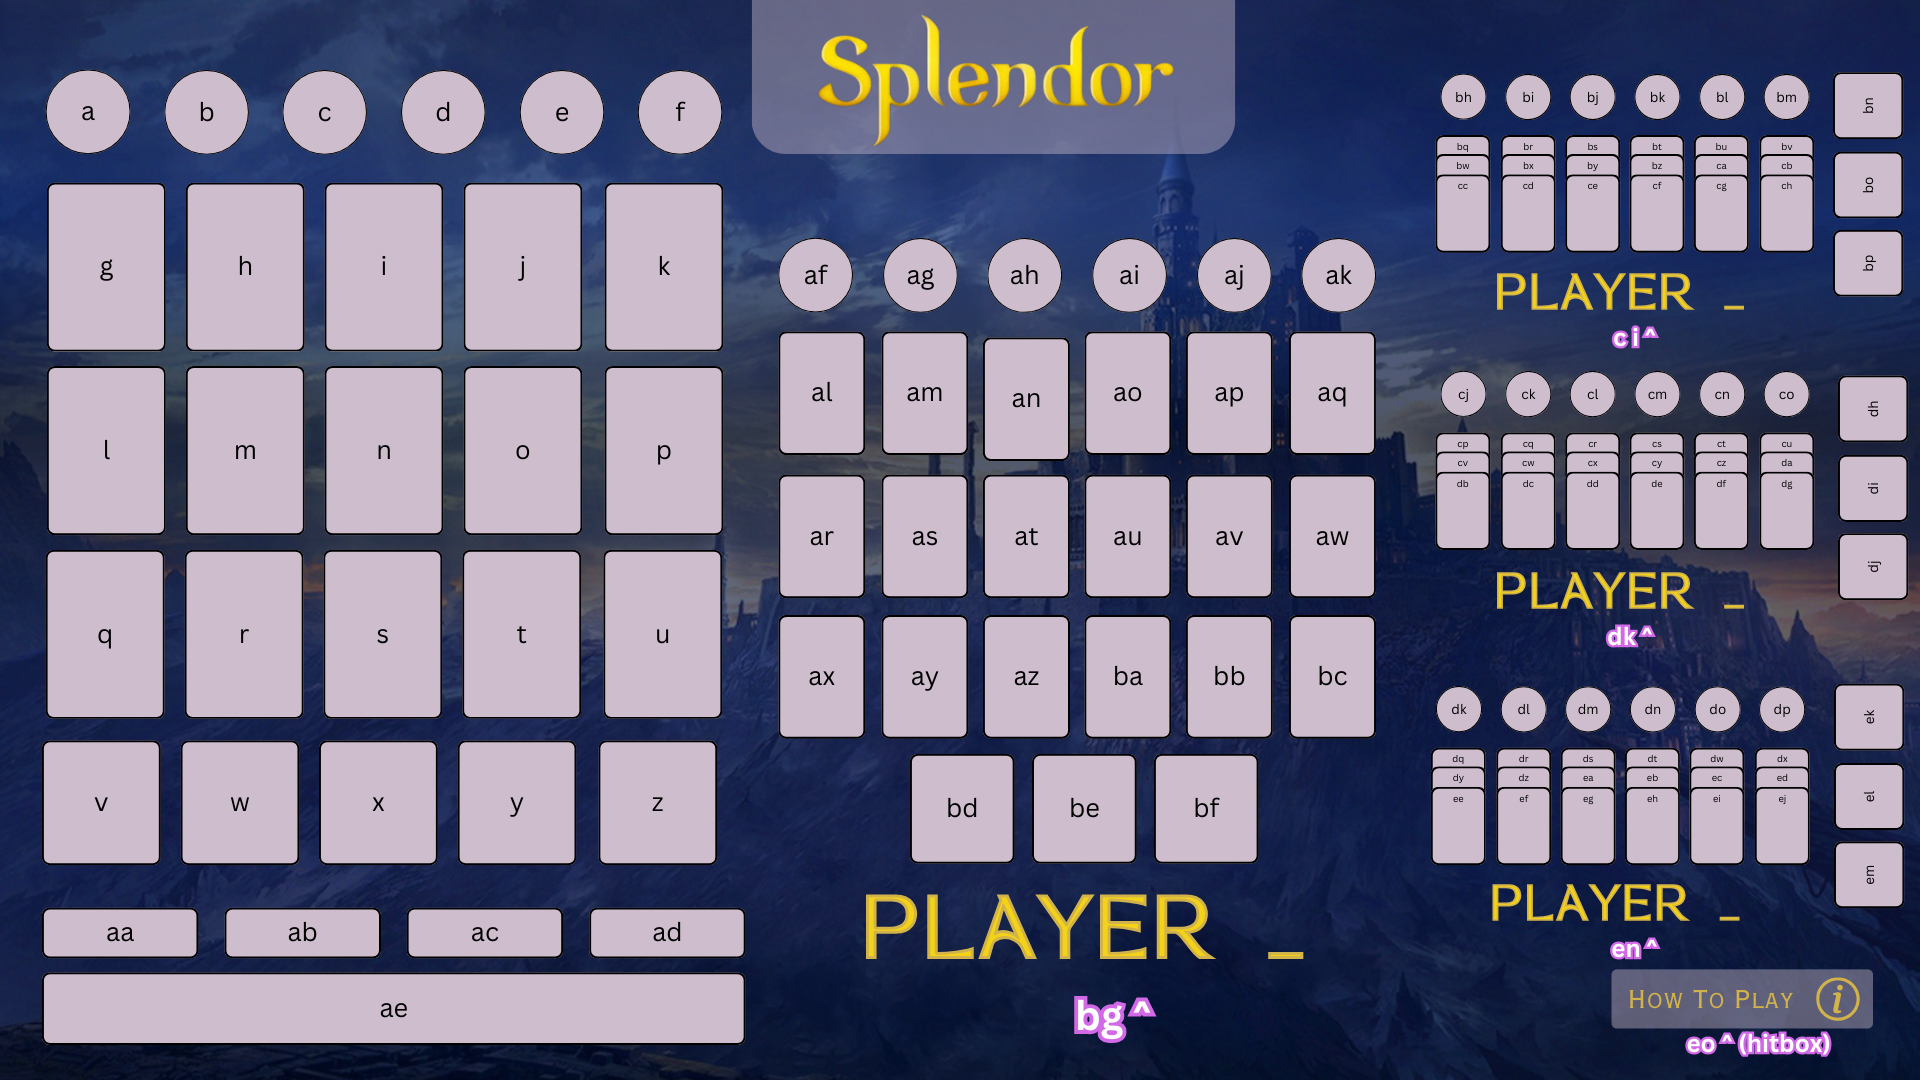 Splendor
a b c d e f
g h i j k
l m n o p
q r s t u
v w x y z
aa ab ac ad
ae
af ag ah ai aj ak
al am an ao ap aq
ar as at au av aw
ax ay az ba bb bc
bd be bf
PLAYER _
bg^
bh bi bj bk bl bm
bq br bs bt bu bv
bw bx by bz ca cb
cc cd ce cf cg ch
bn
bo
bp
PLAYER _
ci^
cj ck cl cm cn co
cp cq cr cs ct cu
cv cw cx cy cz da
db dc dd de df dg
dh
di
dj
PLAYER _
dk^
dk dl dm dn do dp
dq dr ds dt dw dx
dy dz ea eb ec ed
ee ef eg eh ei ej
ek
el
em
PLAYER _
en^
HOW TO PLAY i
eo^(hitbox)